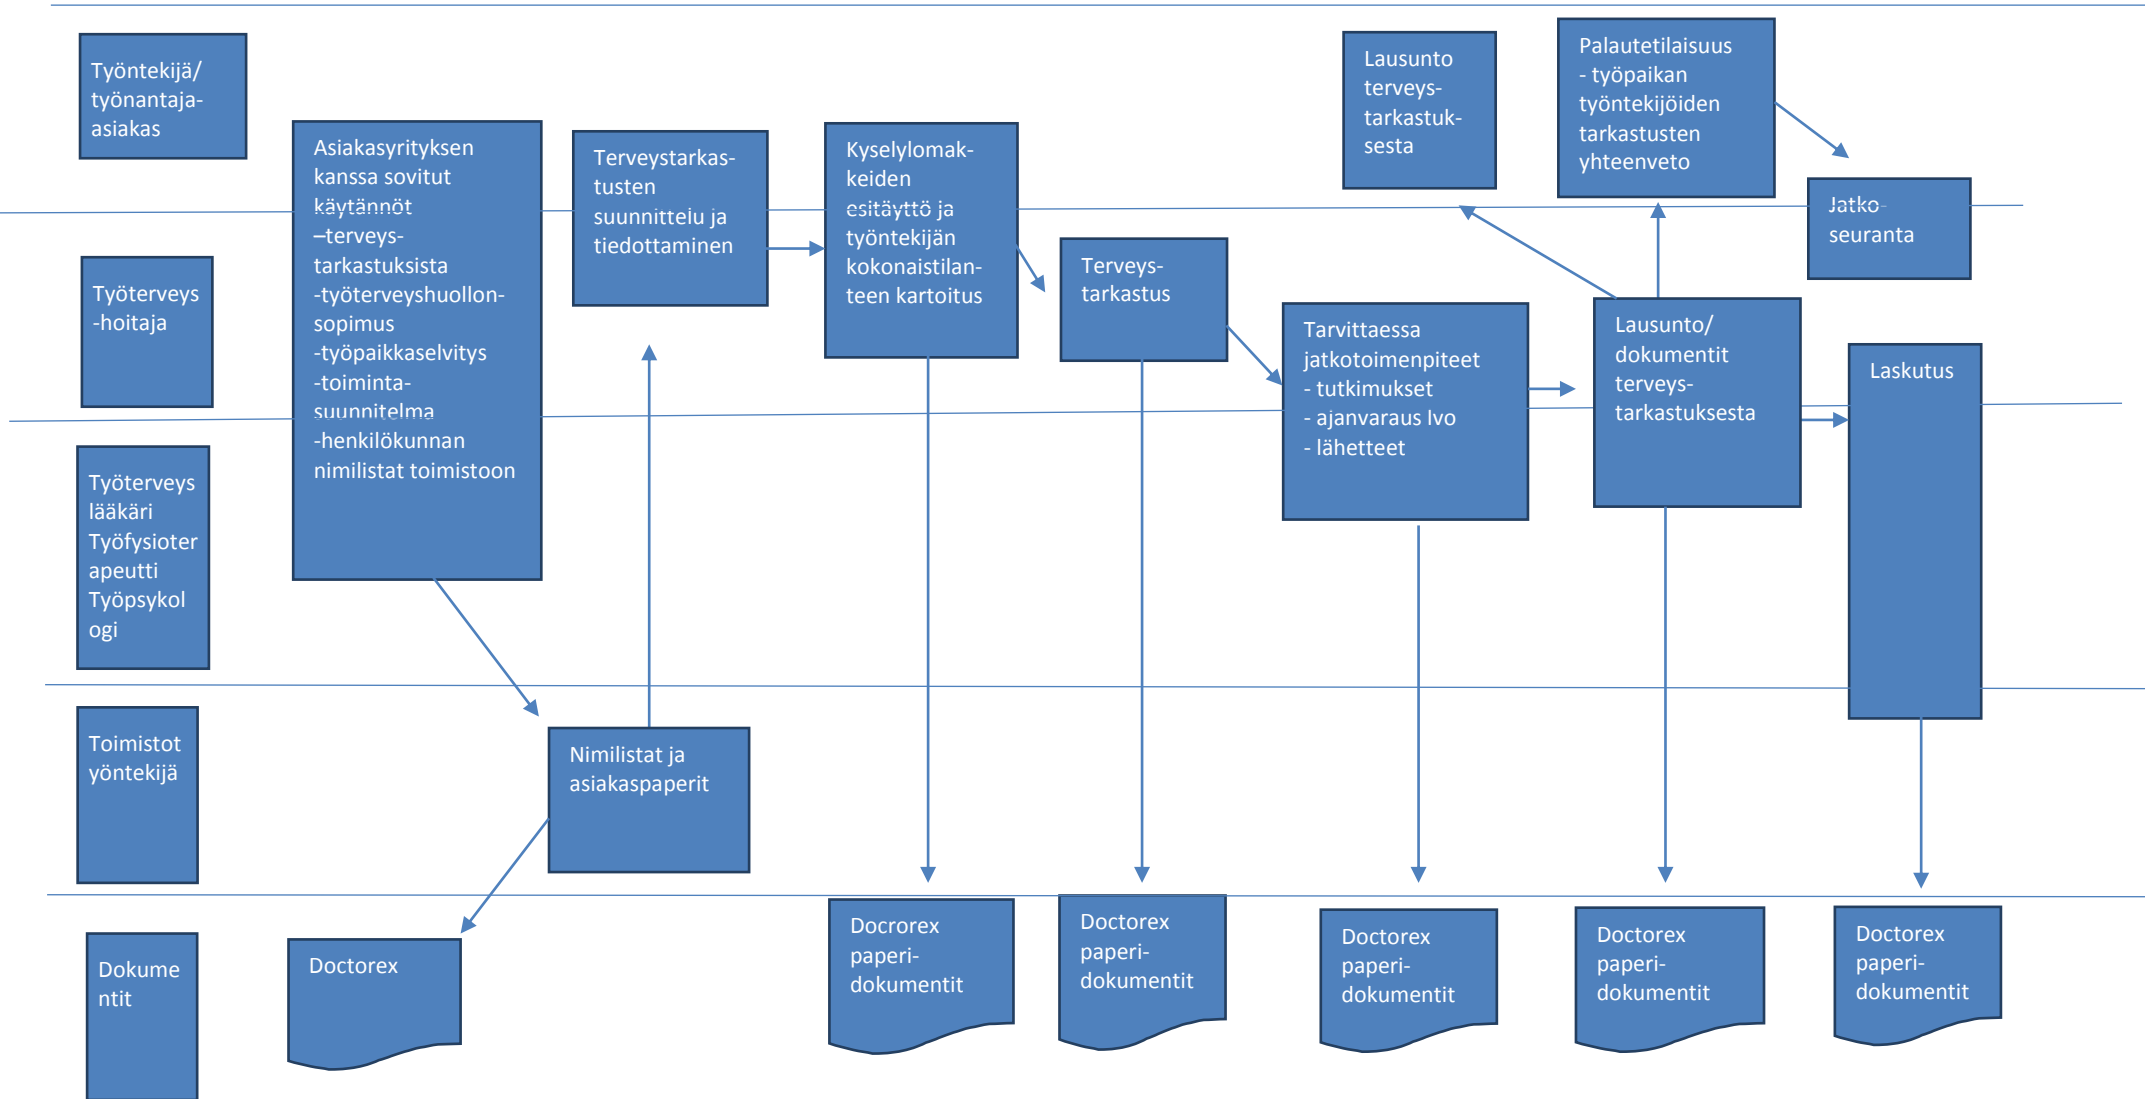 Työntekijä/
työnantaja-
asiakas
Asiakasyrityksen
kanssa sovitut
käytännöt
–terveys-
tarkastuksista
-työterveyshuollon-
sopimus
-työpaikkaselvitys
-toiminta-
suunnitelma
-henkilökunnan
nimilistat toimistoon
Terveystarkas-
tusten
suunnittelu ja
tiedottaminen
Kyselylomak-
keiden
esitäyttö ja
työntekijän
kokonaistilan-
teen kartoitus
Lausunto
terveys-
tarkastuk-
sesta
Palautetilaisuus
- työpaikan
työntekijöiden
tarkastusten
yhteenveto
Jatko-
seuranta
Työterveys
-hoitaja
Terveys-
tarkastus
Tarvittaessa
jatkotoimenpiteet
- tutkimukset
- ajanvaraus lvo
- lähetteet
Lausunto/
dokumentit
terveys-
tarkastuksesta
Laskutus
Työterveys
lääkäri
Työfysioter
apeutti
Työpsykol
ogi
Toimistot
yöntekijä
Nimilistat ja
asiakaspaperit
Dokume
ntit
Doctorex
Docrorex
paperi-
dokumentit
Doctorex
paperi-
dokumentit
Doctorex
paperi-
dokumentit
Doctorex
paperi-
dokumentit
Doctorex
paperi-
dokumentit